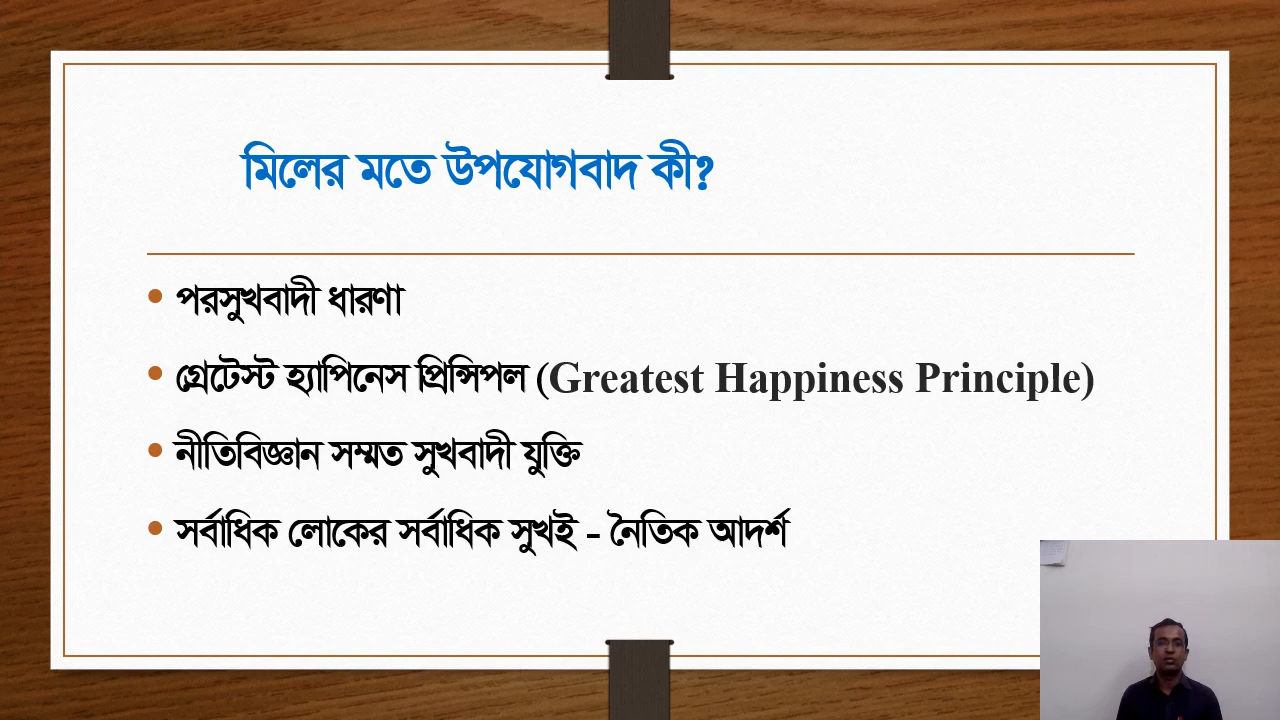 মিলের মতে উপযোগবাদ কী?
• পরসুখবাদী ধারণা
• গ্রেটেস্ট হ্যাপিনেস প্রিন্সিপল (Greatest Happiness Principle)
• নীতিবিজ্ঞান সম্মত সুখবাদী যুক্তি
• সর্বাধিক লোকের সর্বাধিক সুখই - নৈতিক আদর্শ